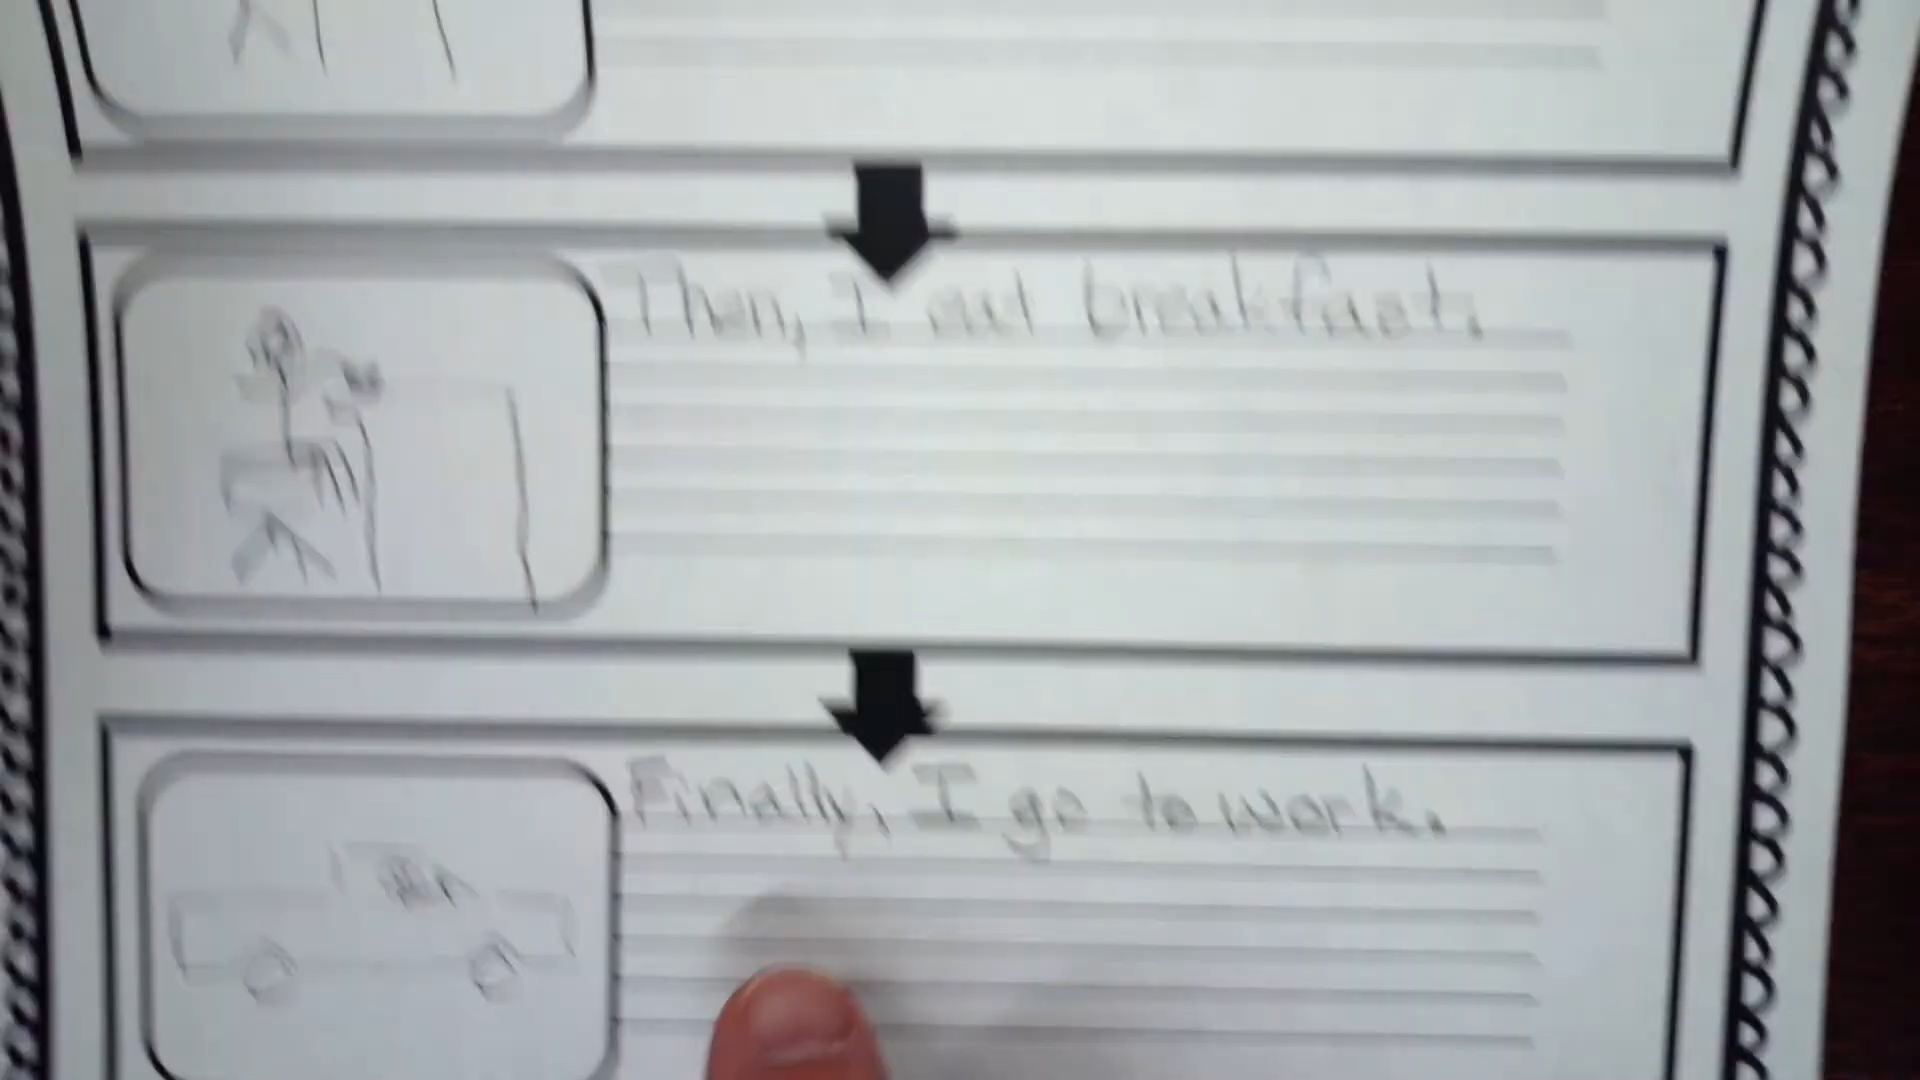 Then, I eat breakfast.
Finally, I go to work.